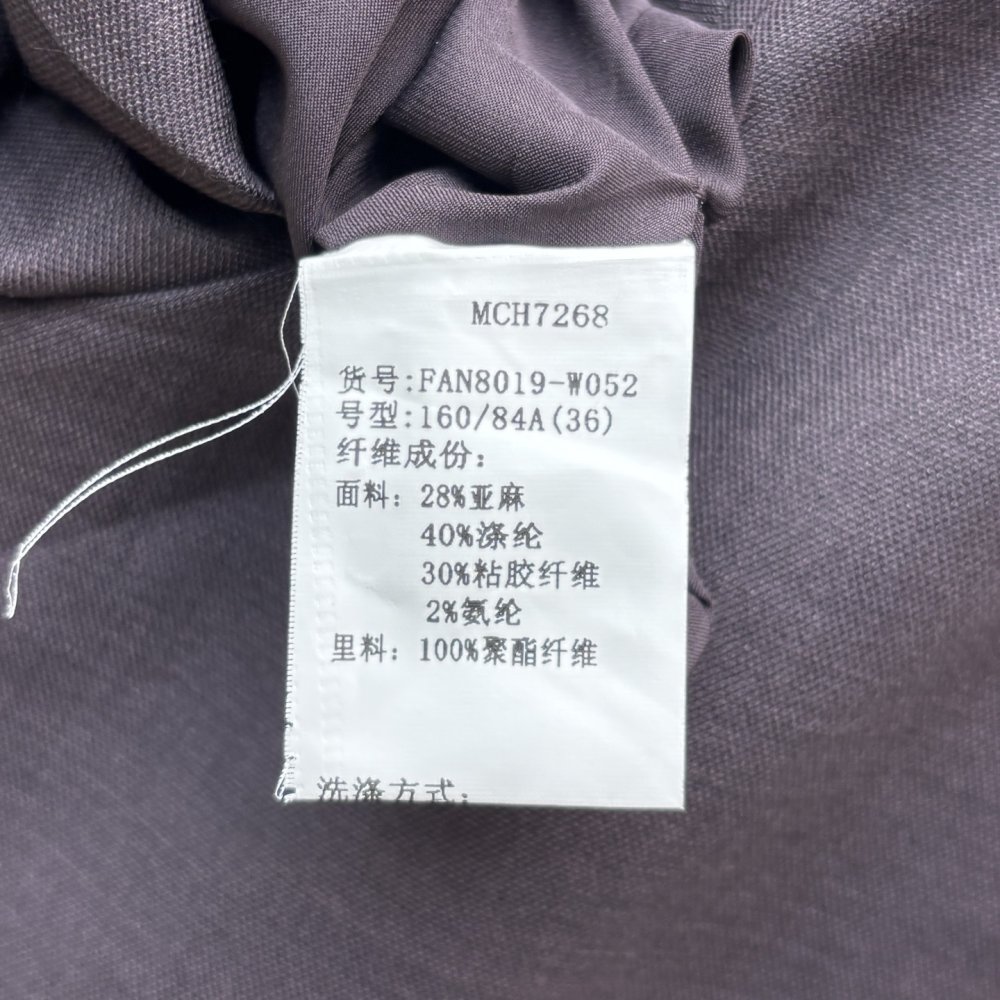 MCH7268
货号:FAN8019-W052
号型:160/84A(36)
纤维成份:
面料: 28%亚麻
40%涤纶
30%粘胶纤维
2%氨纶
里料: 100%聚酯纤维
洗涤方式: